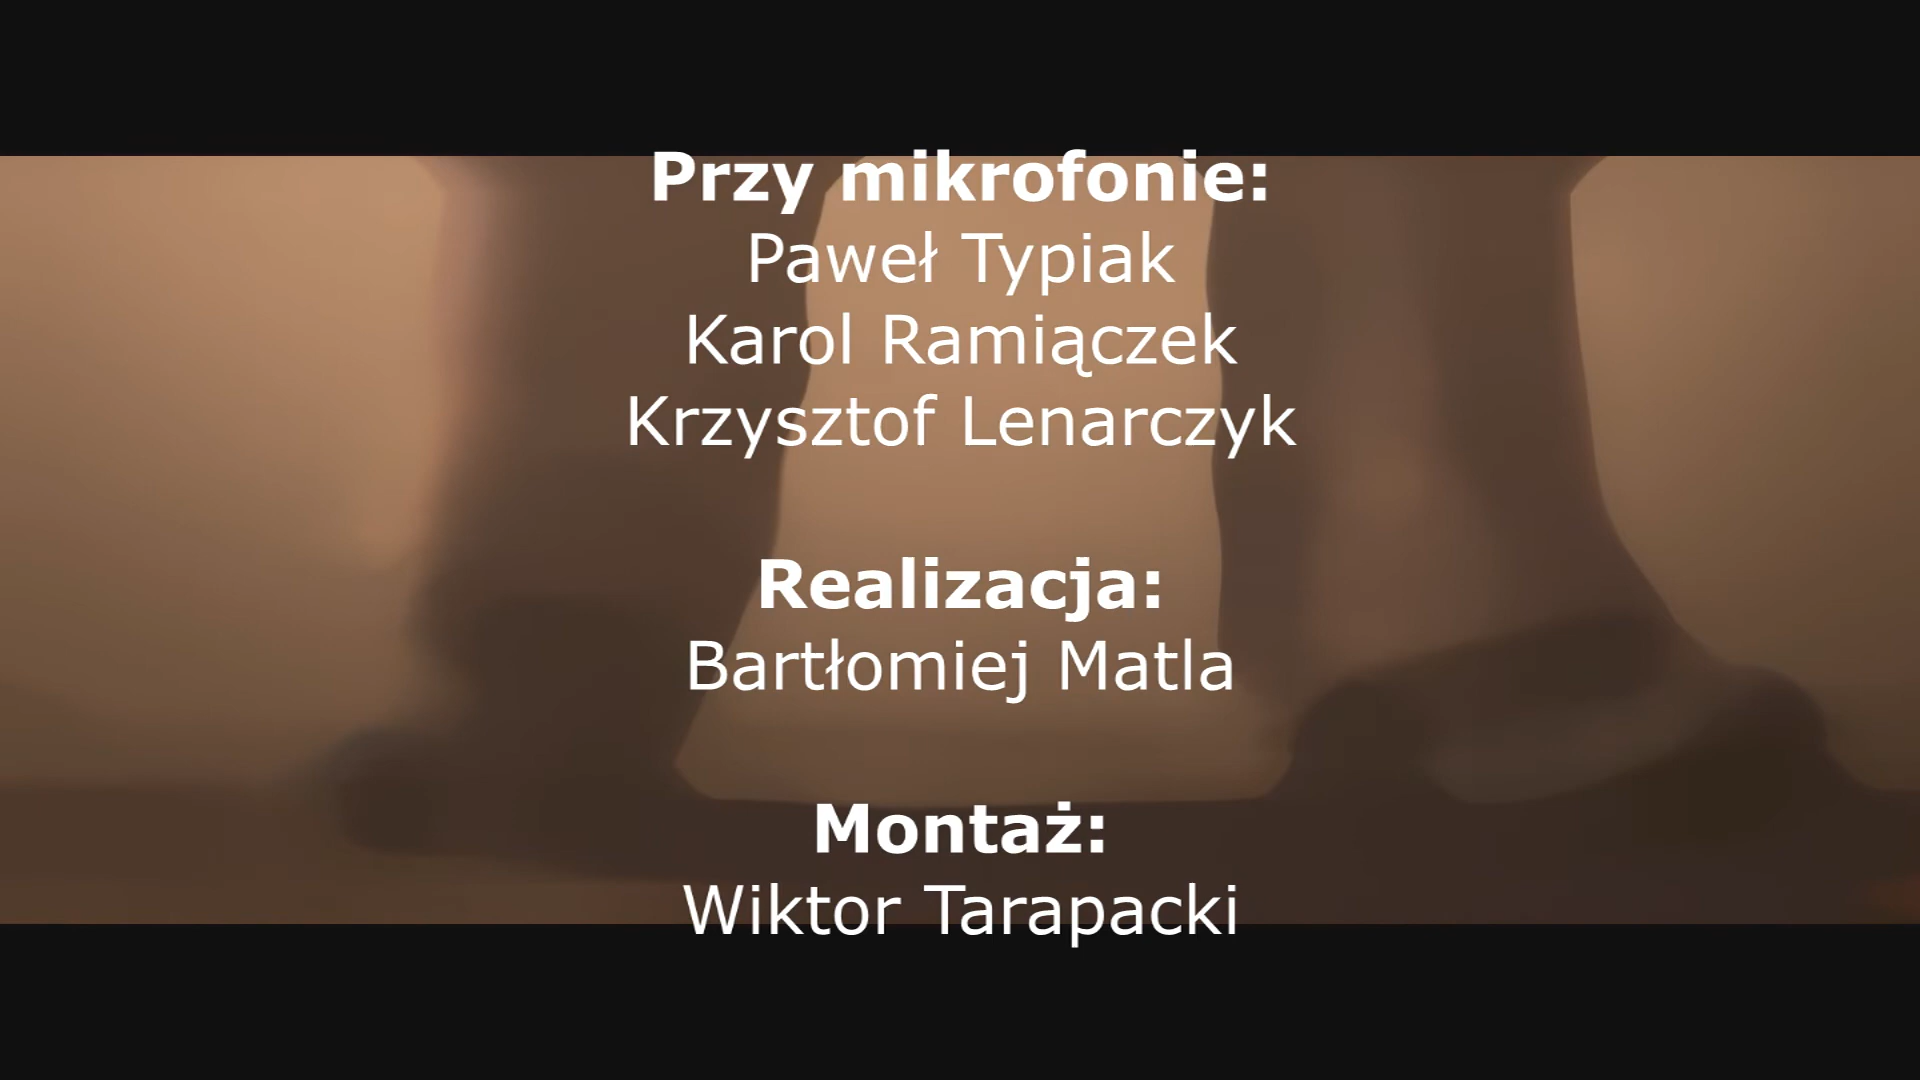 Przy mikrofonie:
Paweł Typiak
Karol Ramiączek
Krzysztof Lenarczyk
Realizacja:
Bartłomiej Matla
Montaż:
Wiktor Tarapacki